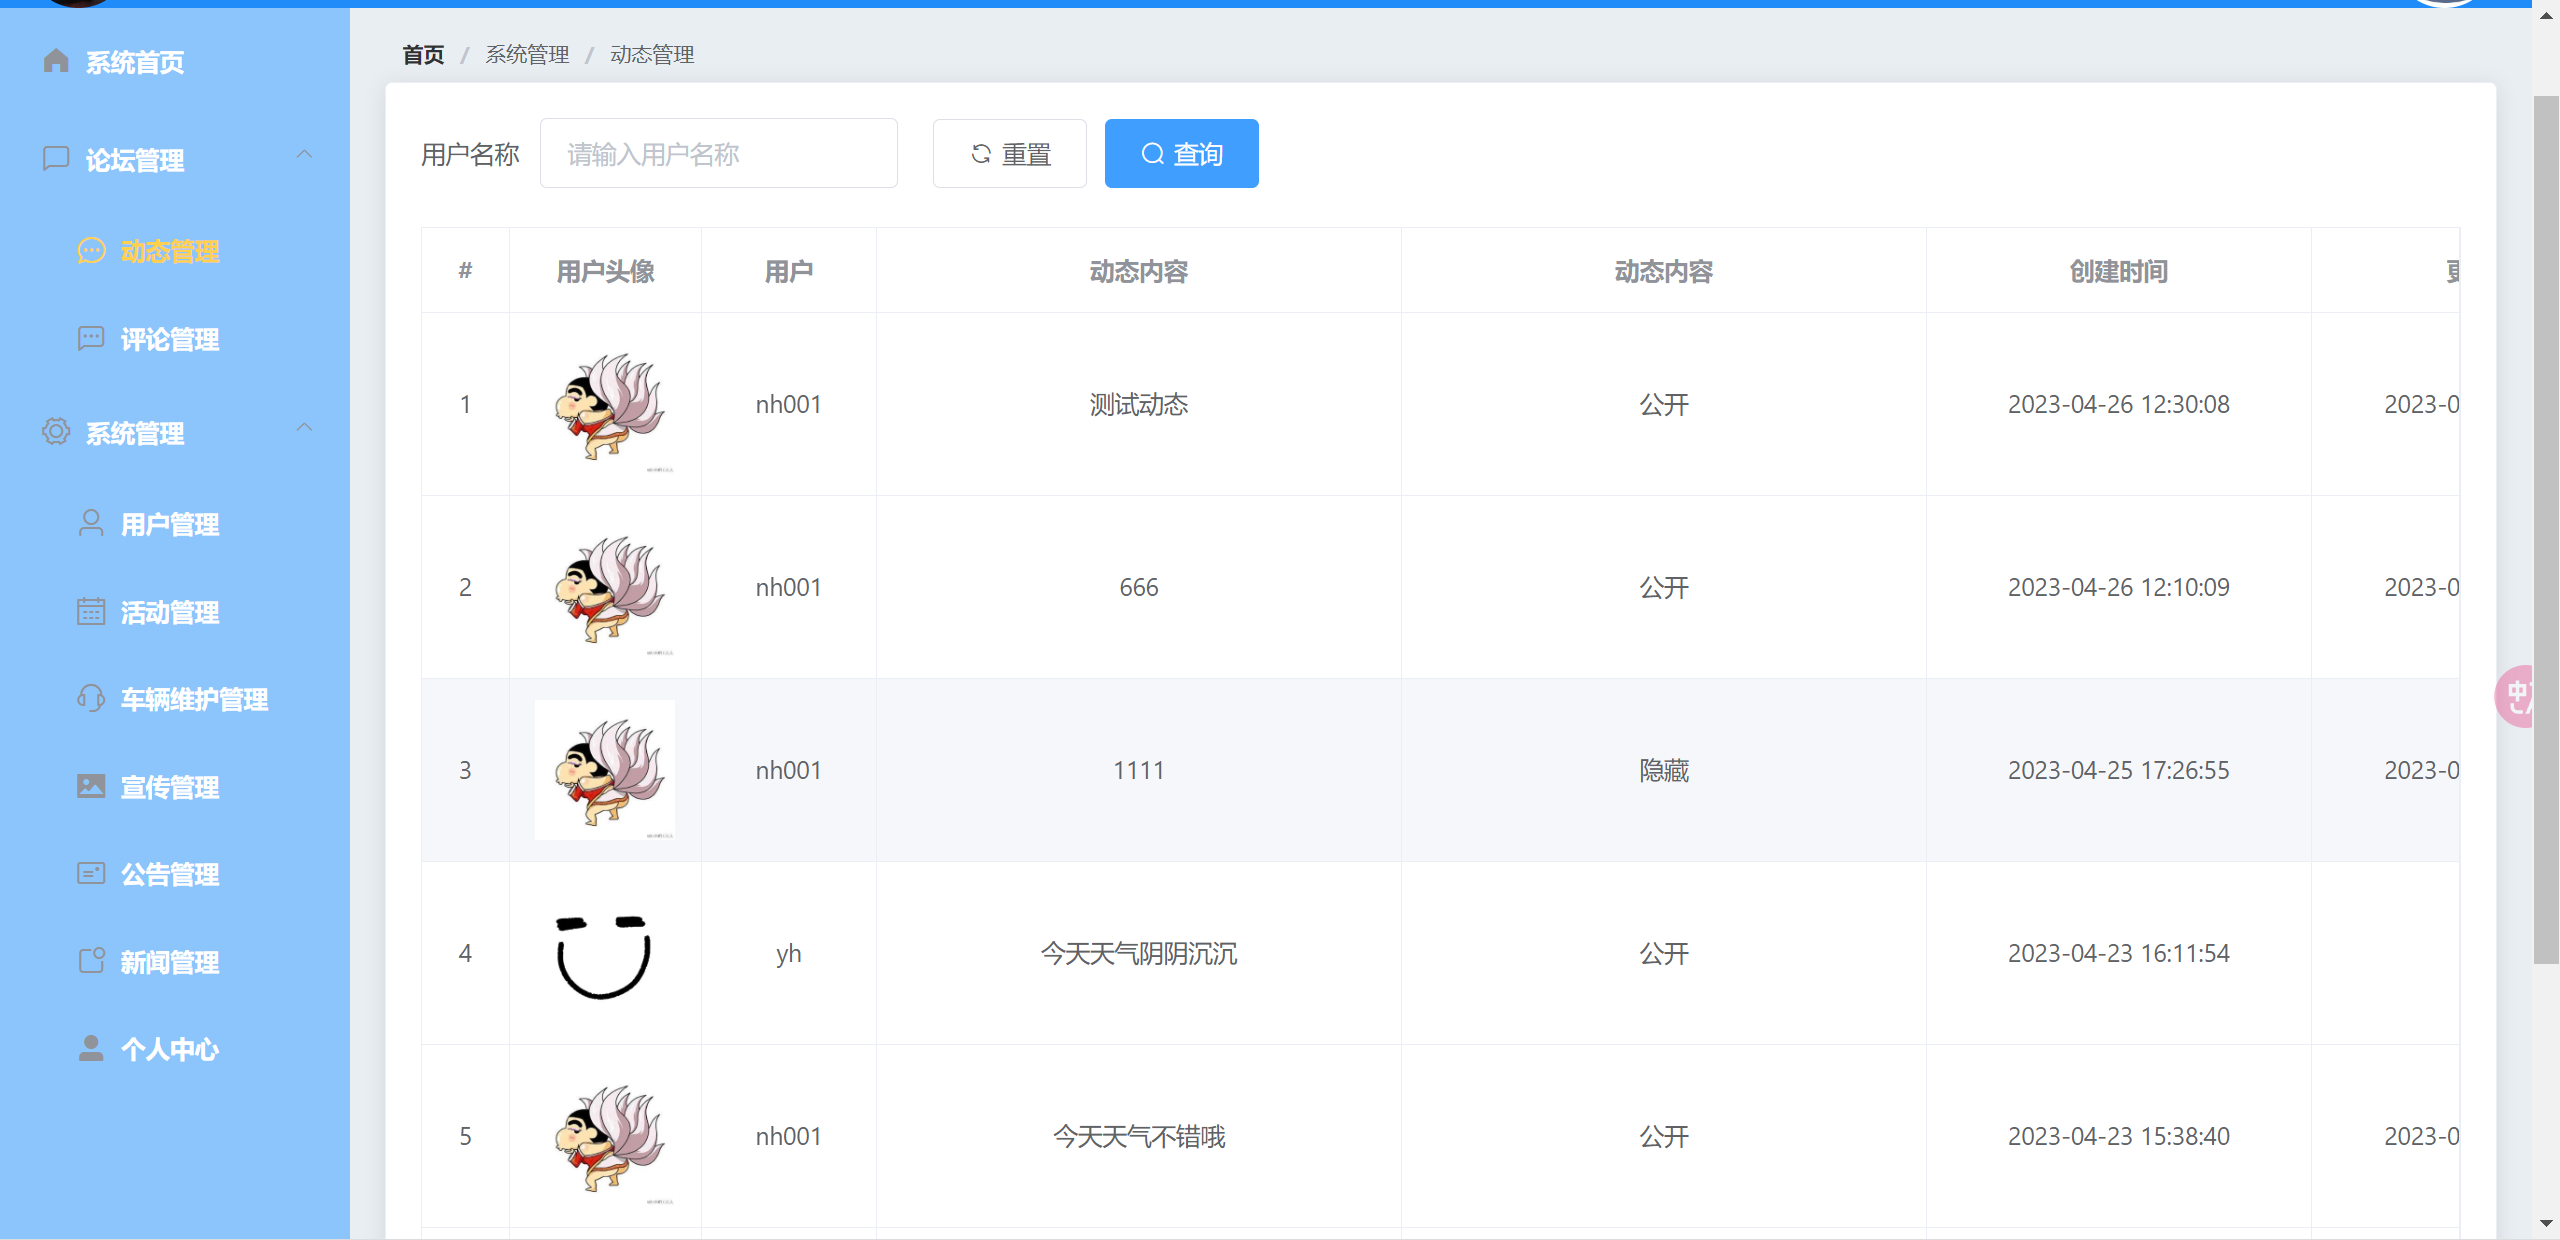 系统首页
论坛管理
动态管理
评论管理
系统管理
用户管理
活动管理
车辆维护管理
宣传管理
公告管理
新闻管理
个人中心
首页 / 系统管理 / 动态管理
用户名称 请输入用户名称 重置 查询
# 用户头像 用户 动态内容 动态内容 创建时间
1 nh001 测试动态 公开 2023-04-26 12:30:08 2023-0
2 nh001 666 公开 2023-04-26 12:10:09 2023-0
3 nh001 1111 隐藏 2023-04-25 17:26:55 2023-0
4 yh 今天天气阴阴沉沉 公开 2023-04-23 16:11:54
5 nh001 今天天气不错哦 公开 2023-04-23 15:38:40 2023-0
中